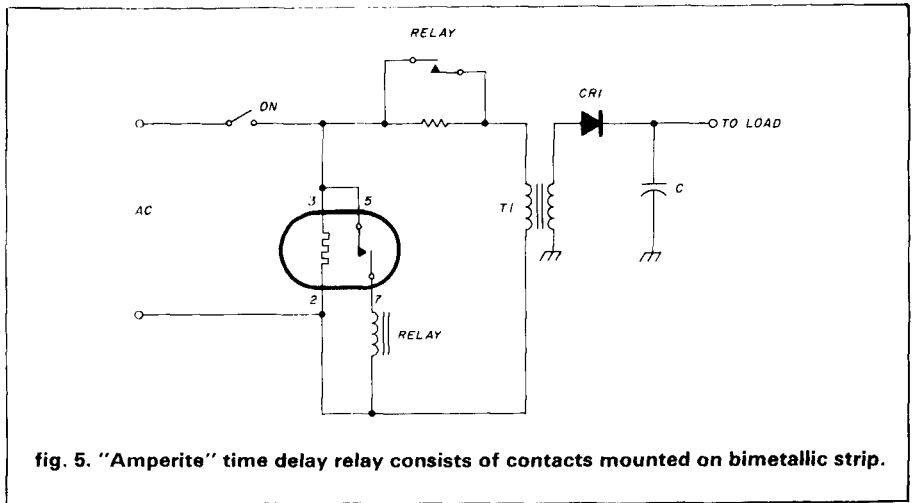 RELAY
ON
CR1
TO LOAD
3 5
AC
T1
C
2 7
RELAY
fig. 5. "Amperite" time delay relay consists of contacts mounted on bimetallic strip.